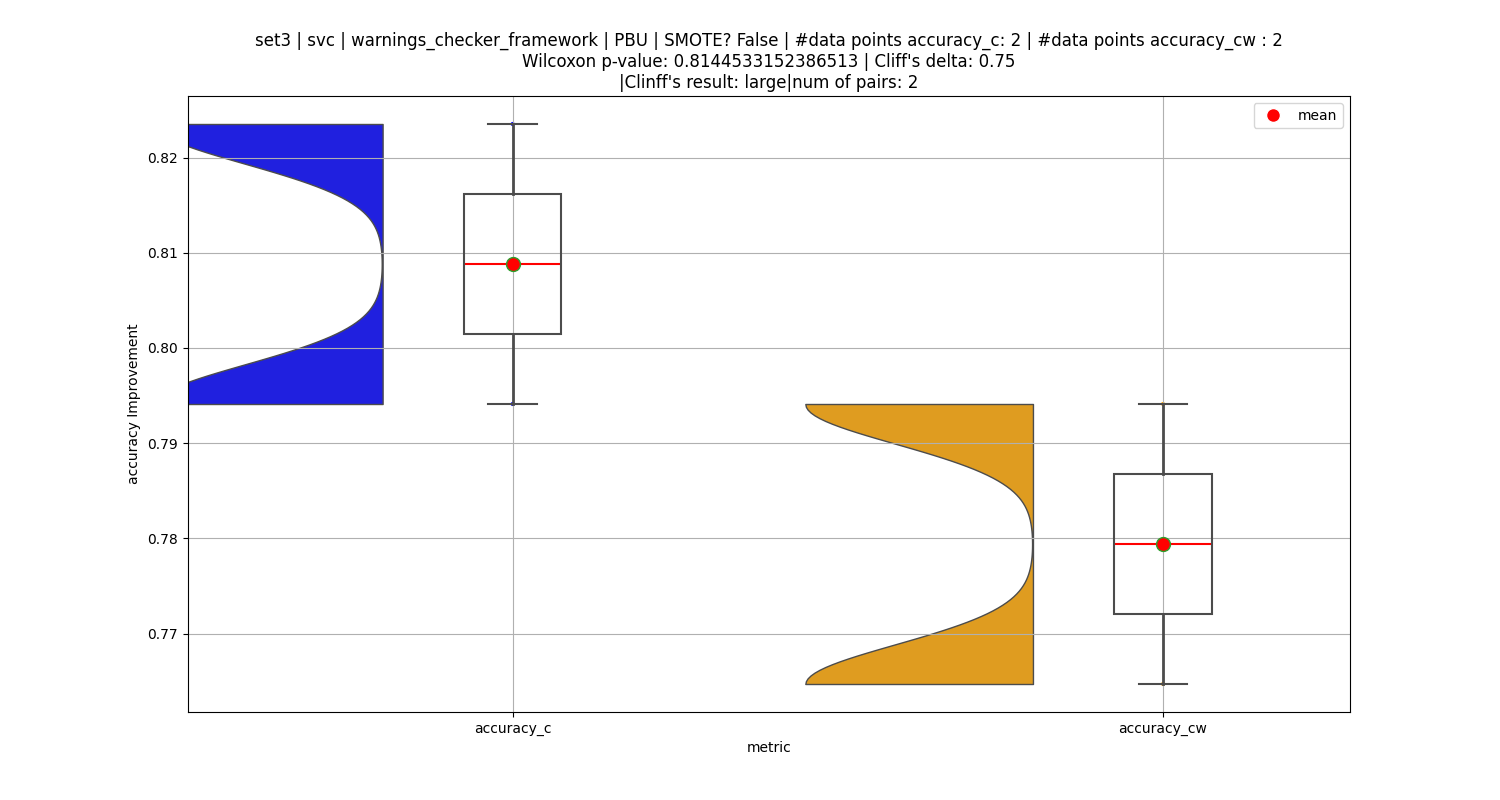 set3 | svc | warnings_checker_framework | PBU | SMOTE? False | #data points accuracy_c: 2 | #data points accuracy_cw : 2
Wilcoxon p-value: 0.8144533152386513 | Cliff's delta: 0.75
|Clinff's result: large|num of pairs: 2
mean
0.82
0.81
0.80
0.79
0.78
0.77
accuracy Improvement
accuracy_c
accuracy_cw
metric